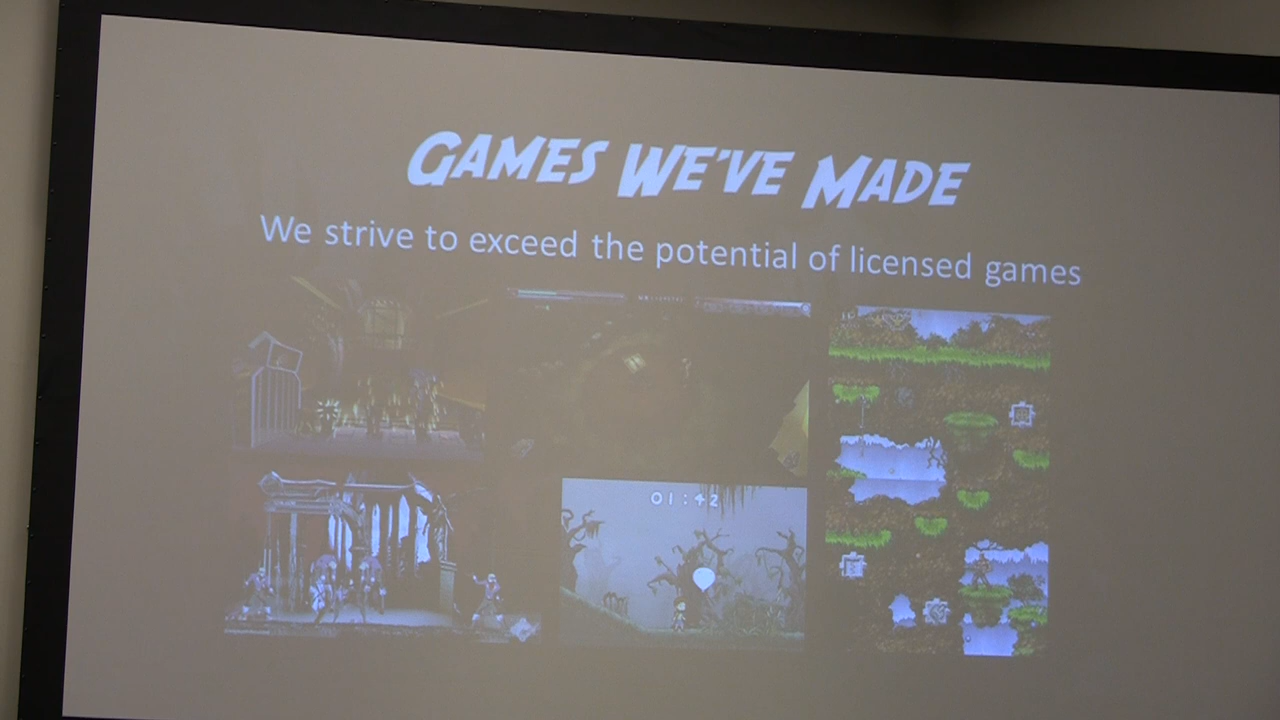 GAMES WE'VE MADE
We strive to exceed the potential of licensed games
01:42